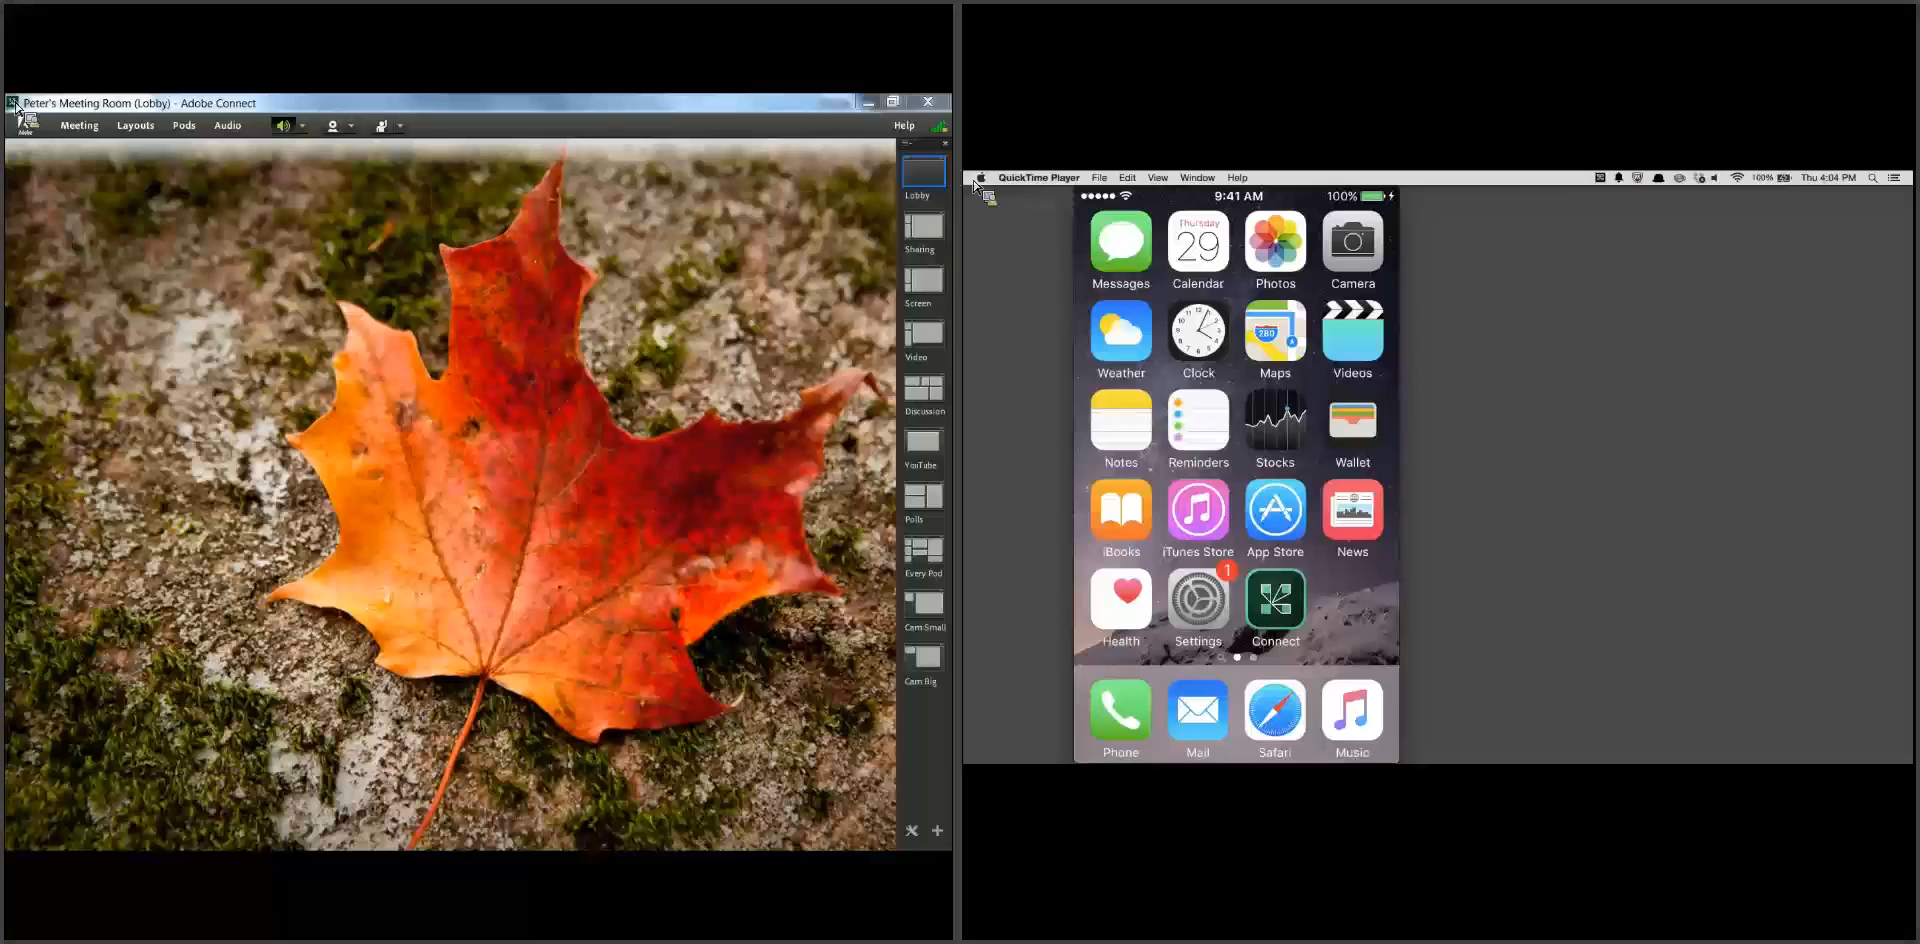 Peter's Meeting Room (Lobby) - Adobe Connect
Meeting Layouts Pods Audio Help
Adobe
Lobby
Sharing
Screen
Video
Discussion
YouTube
Polls
Every Pod
Cam Small
Cam Big
QuickTime Player File Edit View Window Help 100% Thu 4:04 PM
9:41 AM 100%
Thursday
29
Messages Calendar Photos Camera
280
Weather Clock Maps Videos
Notes Reminders Stocks Wallet
iBooks iTunes Store App Store News
1
Health Settings Connect
Phone Mail Safari Music